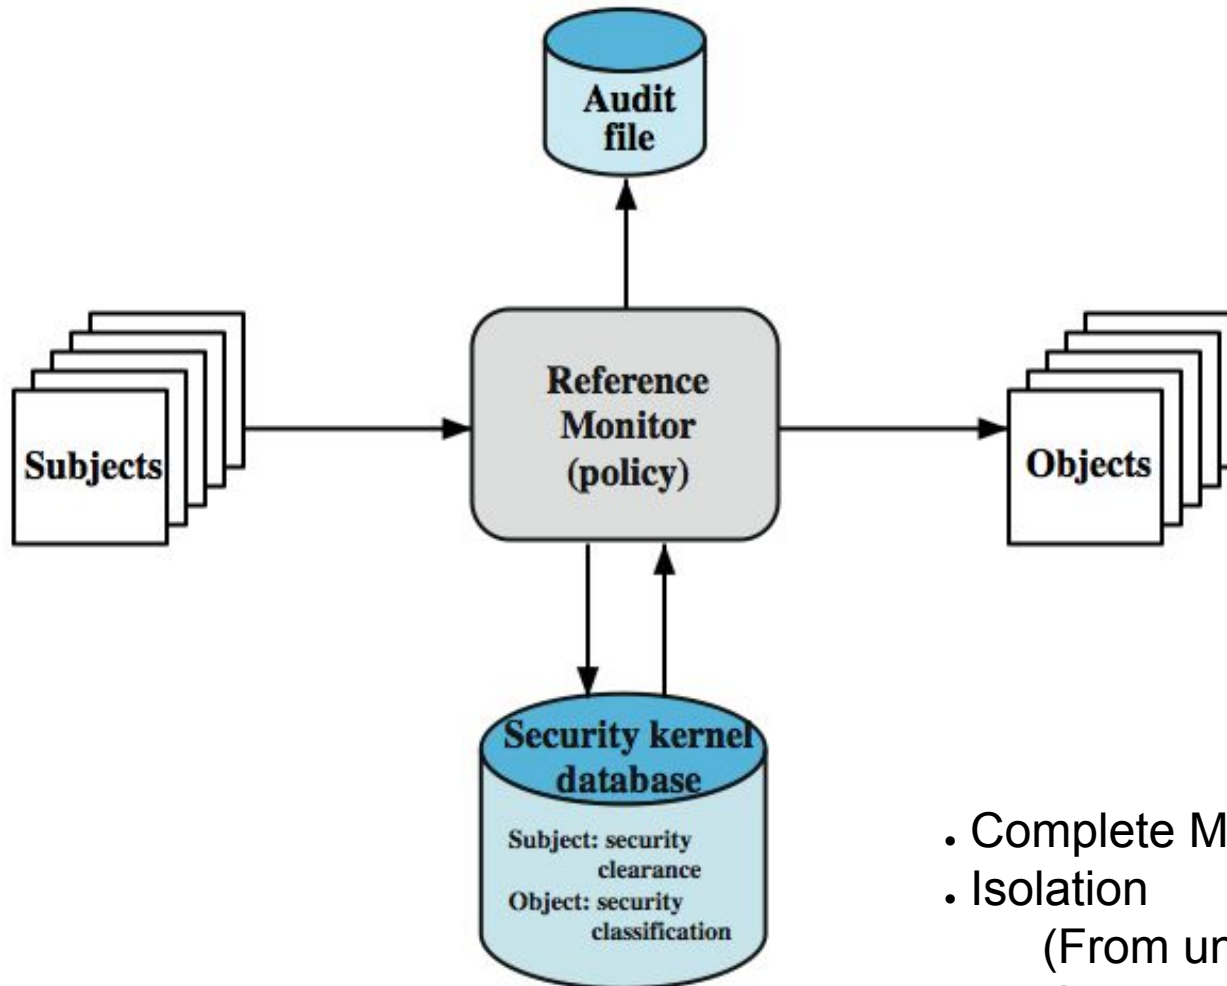 Audit
file
Reference
Monitor
(policy)
Subjects
Objects
Security kernel
database
Subject: security
clearance
Object: security
classification
. Complete M
. Isolation
(From un